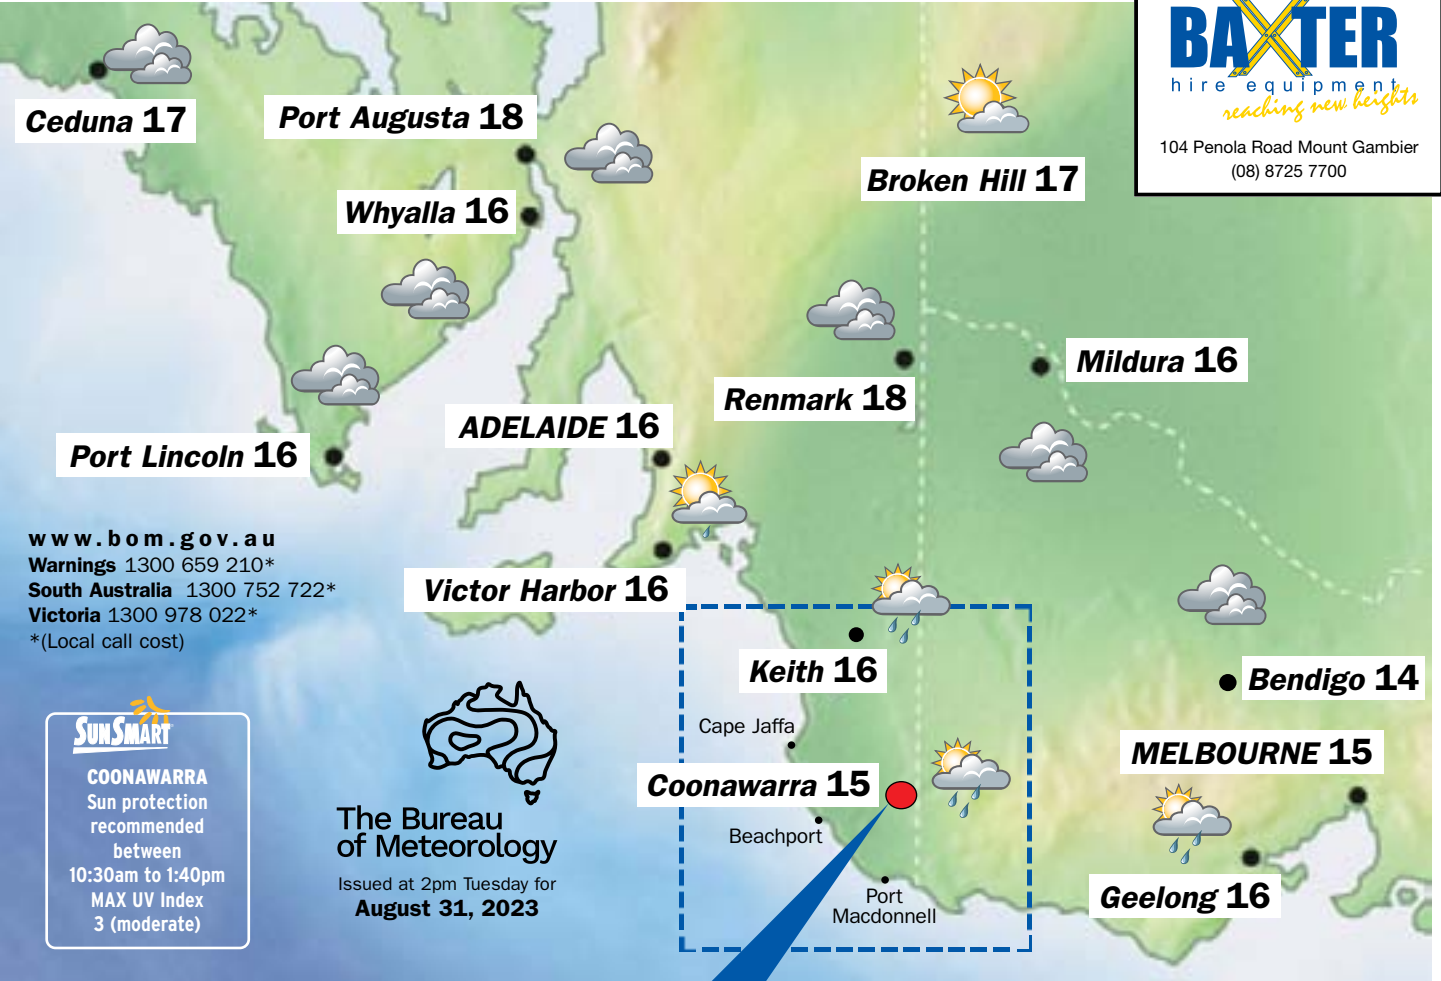 BAXTER
hire equipment
reaching new heights
104 Penola Road Mount Gambier
(08) 8725 7700
Ceduna 17
Port Augusta 18
Whyalla 16
Broken Hill 17
Renmark 18
Mildura 16
ADELAIDE 16
Port Lincoln 16
www.bom.gov.au
Warnings 1300 659 210*
South Australia 1300 752 722*
Victoria 1300 978 022*
*(Local call cost)
Victor Harbor 16
Keith 16
Bendigo 14
Cape Jaffa
MELBOURNE 15
Coonawarra 15
Beachport
Geelong 16
Port
Macdonnell
SUNSMART
COONAWARRA
Sun protection
recommended
between
10:30am to 1:40pm
MAX UV Index
3 (moderate)
The Bureau
of Meteorology
Issued at 2pm Tuesday for
August 31, 2023